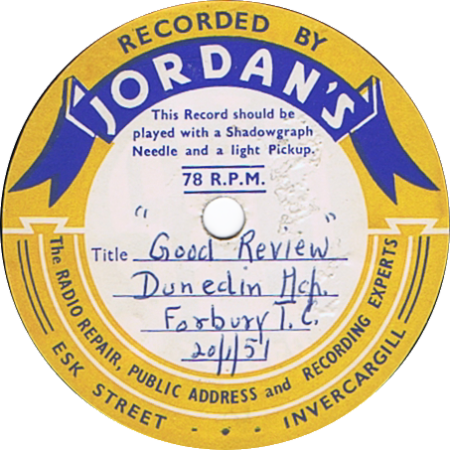 RECORDED BY
JORDAN'S
This Record should be
played with a Shadowgraph
Needle and a light Pickup.
78 R.P.M.
Title "Good Review"
Dunedin Hcp.
Forbury T.C.
20/1/51
The RADIO REPAIR, PUBLIC ADDRESS and RECORDING EXPERTS
ESK STREET - • - INVERCARGILL